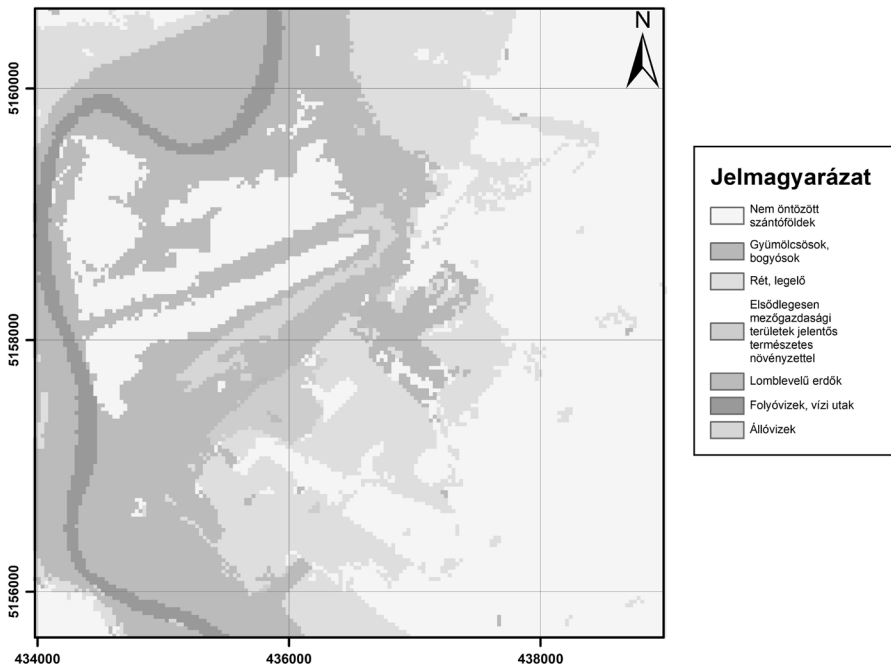 N
5160000
5158000
5156000
434000
436000
438000
Jelmagyarázat
Nem öntözött
szántóföldek
Gyümölcsösok,
bogyósok
Rét, legelő
Elsődlegesen
mezőgazdasági
területek jelentős
természetes
növényzettel
Lomblevelű erdők
Folyóvizek, vízi utak
Állóvizek